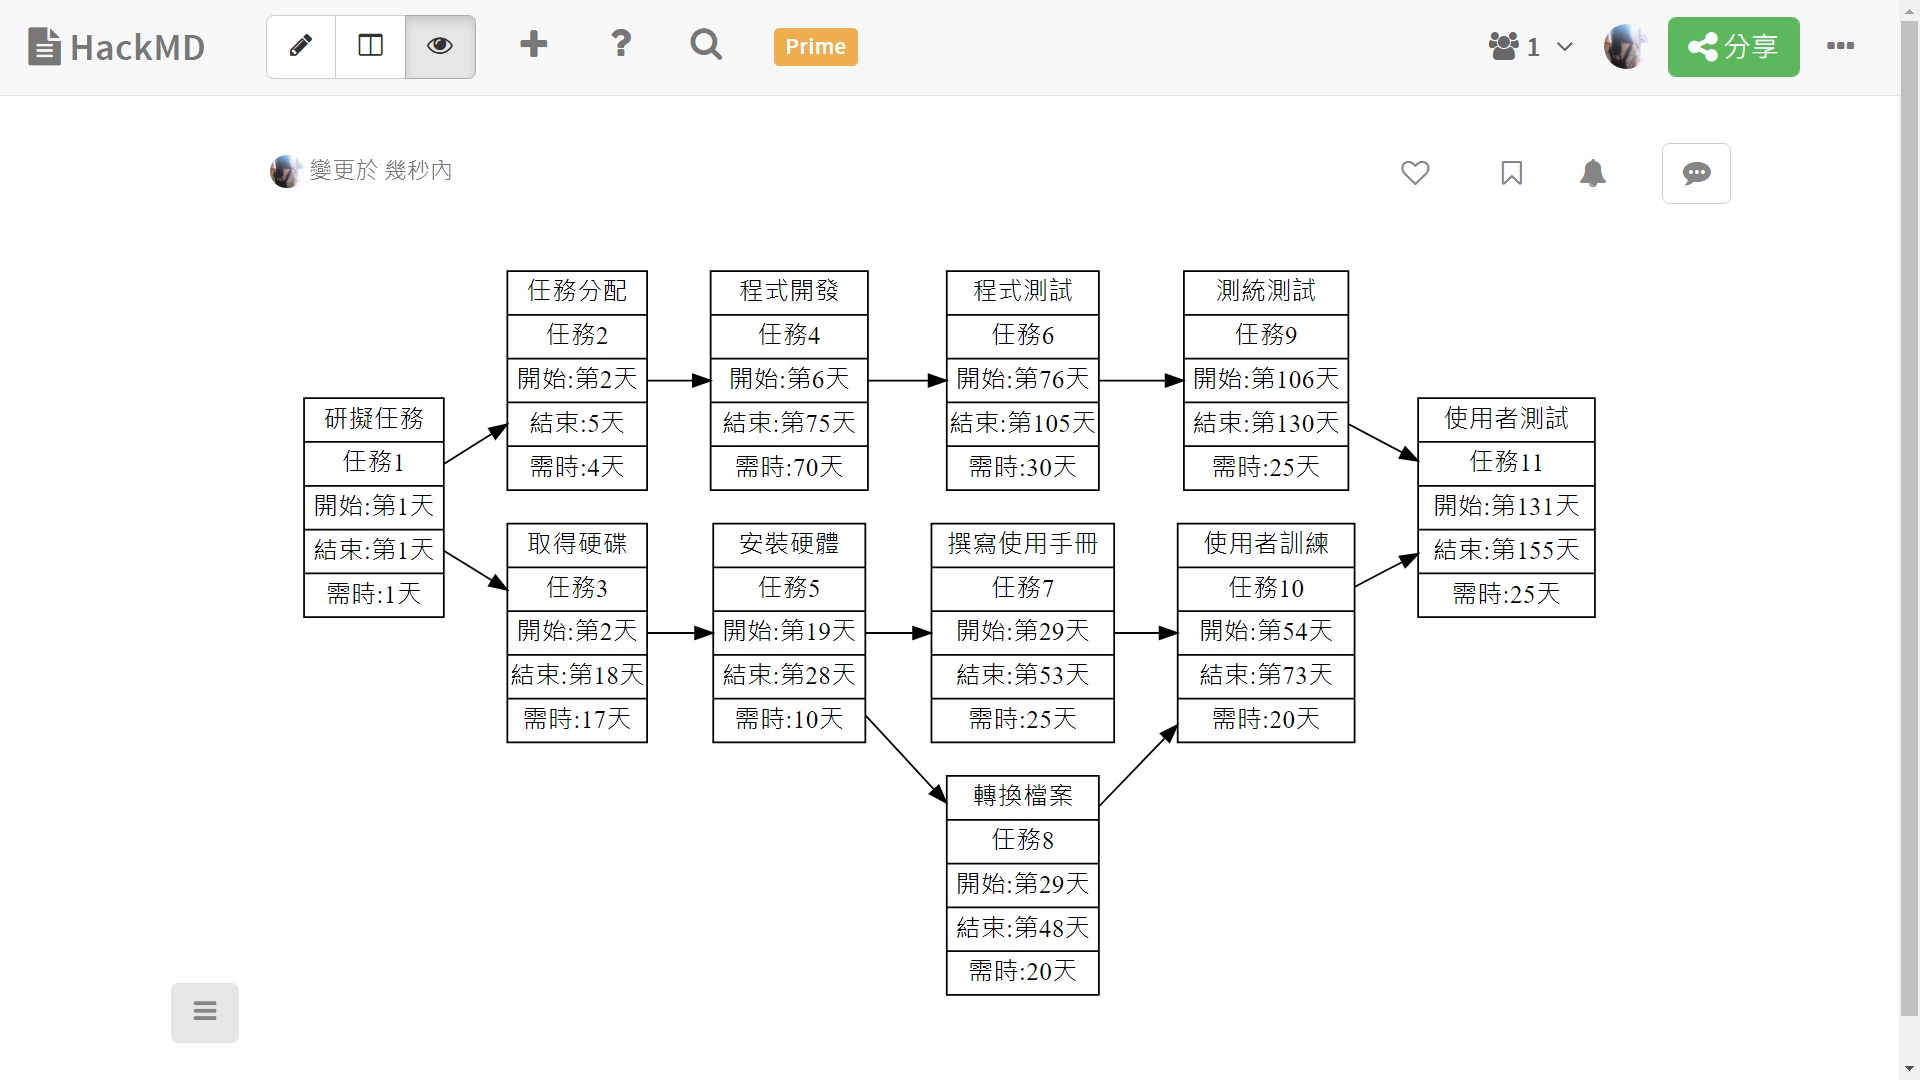 HackMD
Prime
1
分享
變更於 幾秒內
研擬任務
任務1
開始:第1天
結束:第1天
需時:1天
任務分配
任務2
開始:第2天
結束:5天
需時:4天
程式開發
任務4
開始:第6天
結束:第75天
需時:70天
程式測試
任務6
開始:第76天
結束:第105天
需時:30天
測統測試
任務9
開始:第106天
結束:第130天
需時:25天
取得硬碟
任務3
開始:第2天
結束:第18天
需時:17天
安裝硬體
任務5
開始:第19天
結束:第28天
需時:10天
撰寫使用手冊
任務7
開始:第29天
結束:第53天
需時:25天
使用者訓練
任務10
開始:第54天
結束:第73天
需時:20天
轉換檔案
任務8
開始:第29天
結束:第48天
需時:20天
使用者測試
任務11
開始:第131天
結束:第155天
需時:25天